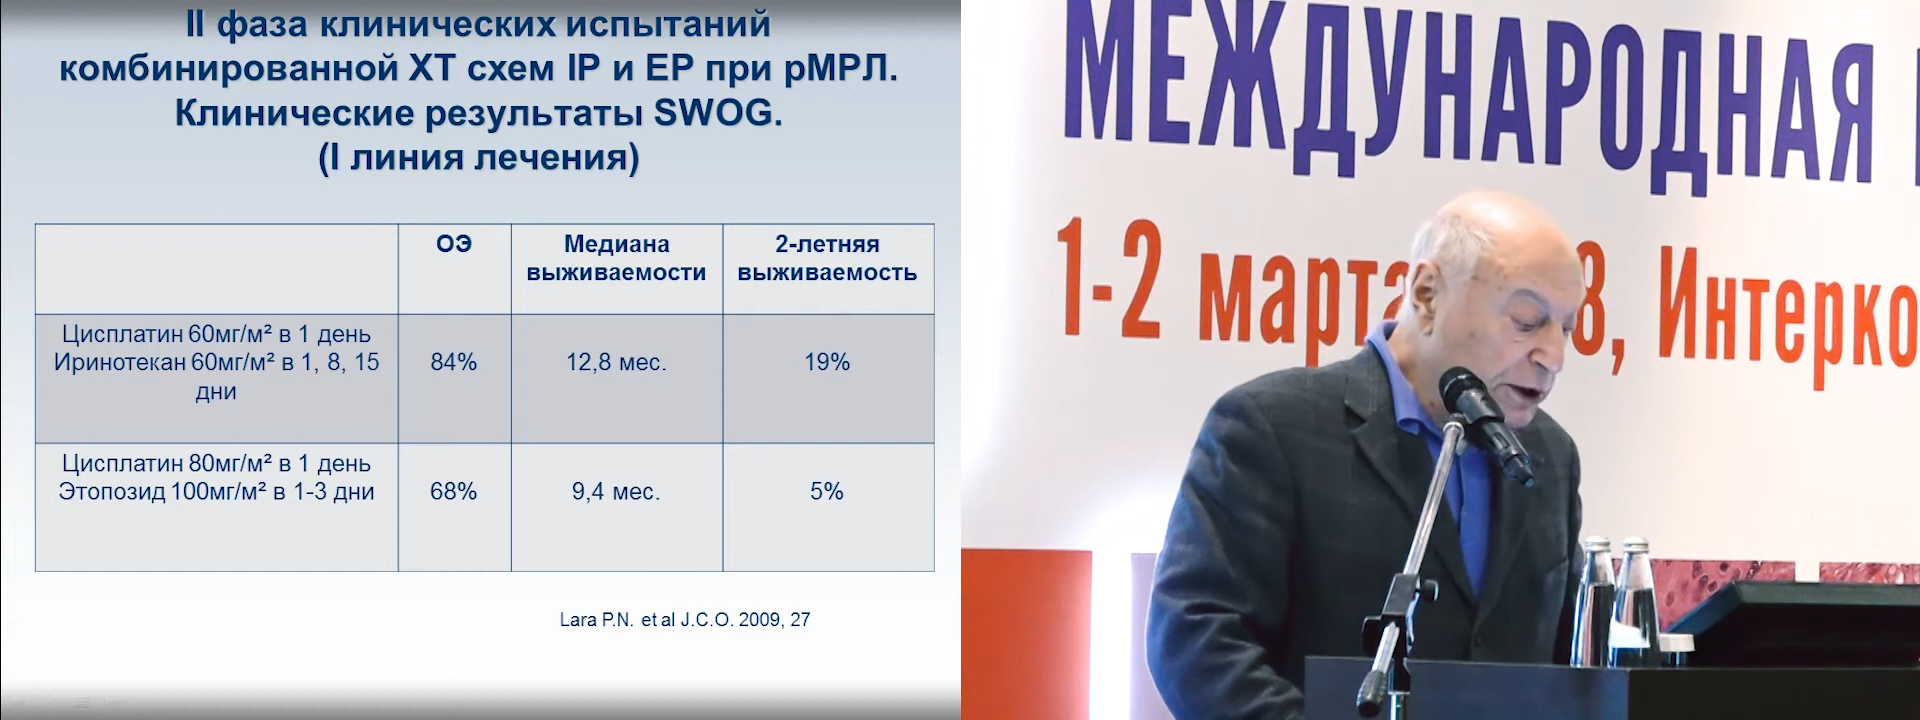 II фаза клинических испытаний
комбинированной ХТ схем IP и EP при рМРЛ.
Клинические результаты SWOG.
(I линия лечения)
ОЭ
Медиана
выживаемости
2-летняя
выживаемость
Цисплатин 60мг/м² в 1 день
Иринотекан 60мг/м² в 1, 8, 15
дни
84%
12,8 мес.
19%
Цисплатин 80мг/м² в 1 день
Этопозид 100мг/м² в 1-3 дни
68%
9,4 мес.
5%
Lara P.N. et al J.C.O. 2009, 27
МЕЖДУНАРОДНАЯ
1-2 марта 8, Интерко